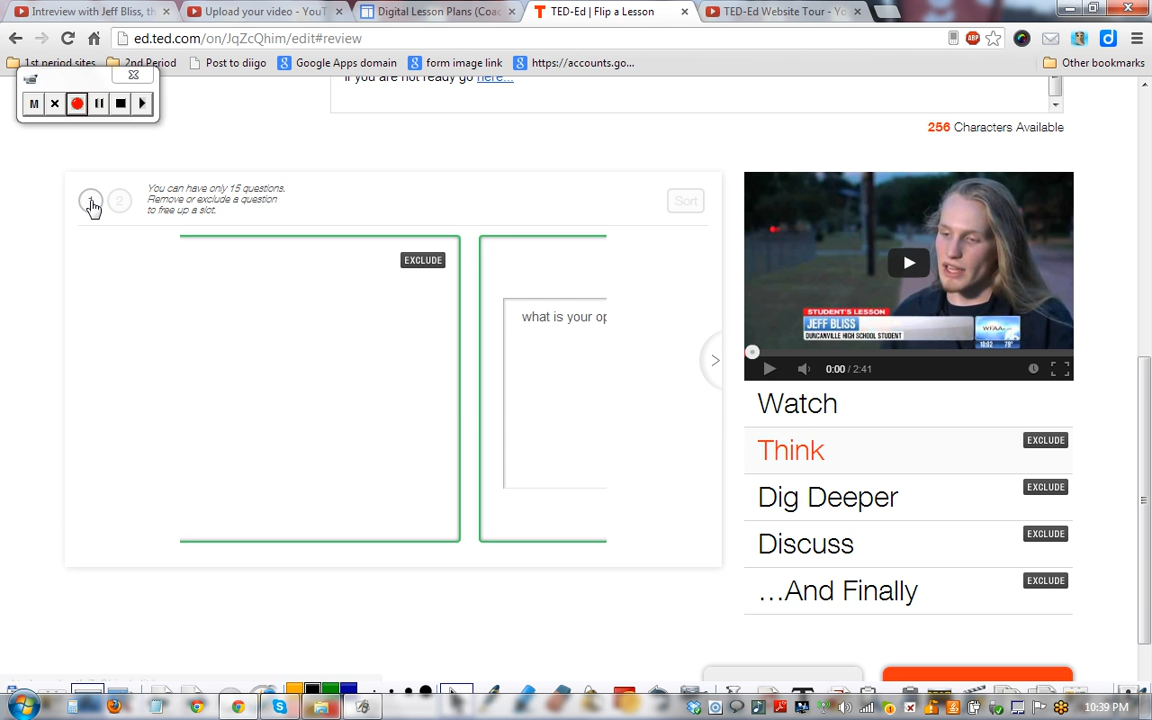 Intreview with Jeff Bliss, th
Upload your video - YouT
Digital Lesson Plans (Coac
TED-Ed | Flip a Lesson
TED-Ed Website Tour - Yo
ed.ted.com/on/JqZcQhim/edit#review
1st period sites
2nd Period
Post to diigo
Google Apps domain
form image link
https://accounts.go...
Other bookmarks
M
If you are not ready go here...
256 Characters Available
2
You can have only 15 questions.
Remove or exclude a question
to free up a slot.
Sort
EXCLUDE
what is your op
STUDENT'S LESSON
JEFF BLISS
DUNCANVILLE HIGH SCHOOL STUDENT
WFAA
10:02 78°
0:00 / 2:41
Watch
Think
EXCLUDE
Dig Deeper
EXCLUDE
Discuss
EXCLUDE
…And Finally
EXCLUDE
10:39 PM